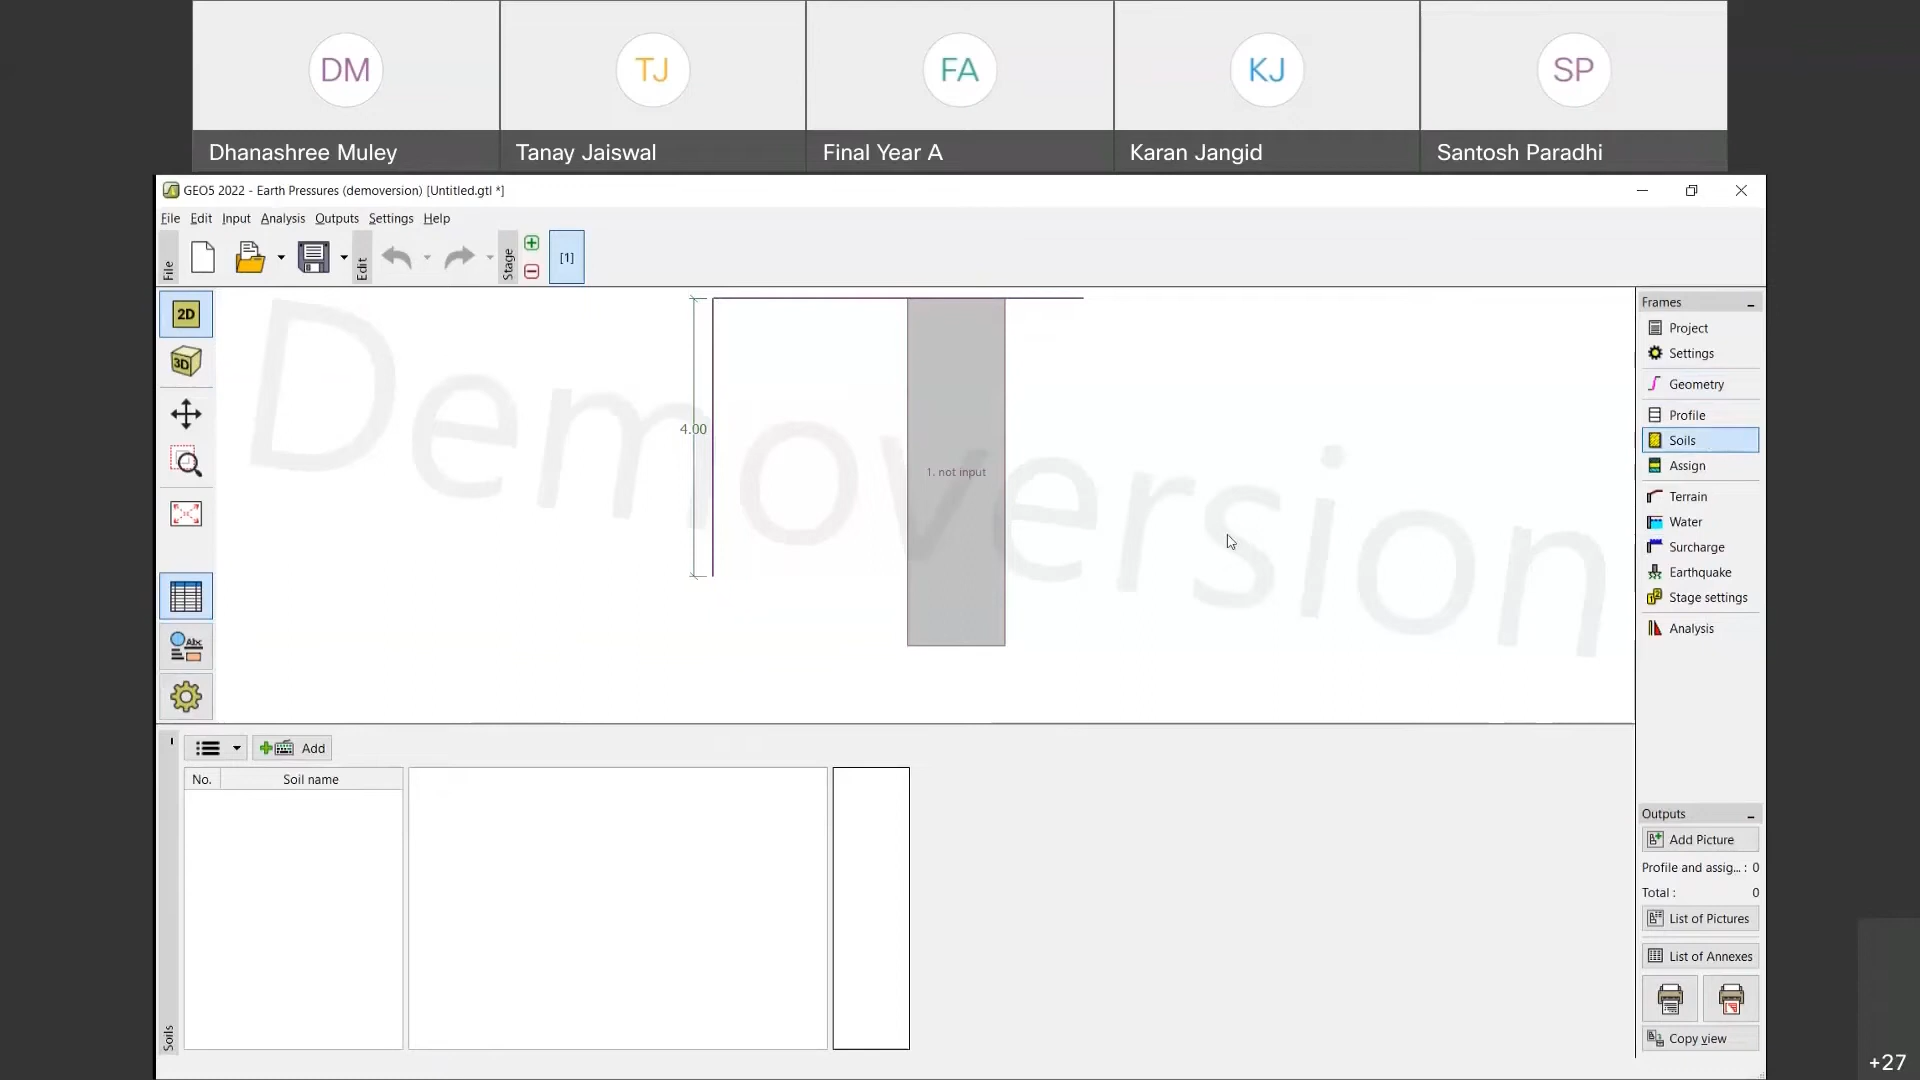 DM
TJ
FA
KJ
SP
Dhanashree Muley
Tanay Jaiswal
Final Year A
Karan Jangid
Santosh Paradhi
GEO5 2022 - Earth Pressures (demoversion) [Untitled.gtl *]
File Edit Input Analysis Outputs Settings Help
File
Edit
Stage
[1]
2D
3D
Abc
Demoversion
4.00
1. not input
Frames
Project
Settings
Geometry
Profile
Soils
Assign
Terrain
Water
Surcharge
Earthquake
Stage settings
Analysis
Add
No.
Soil name
Soils
Outputs
Add Picture
Profile and assig... : 0
Total : 0
List of Pictures
List of Annexes
Copy view
+27